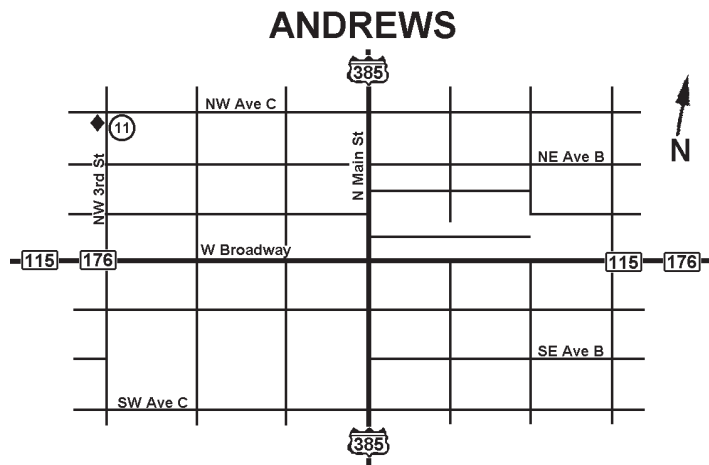 ANDREWS
385
NW Ave C
11
N
NE Ave B
N Main St
NW 3rd St
W Broadway
115
176
115
176
SE Ave B
SW Ave C
385